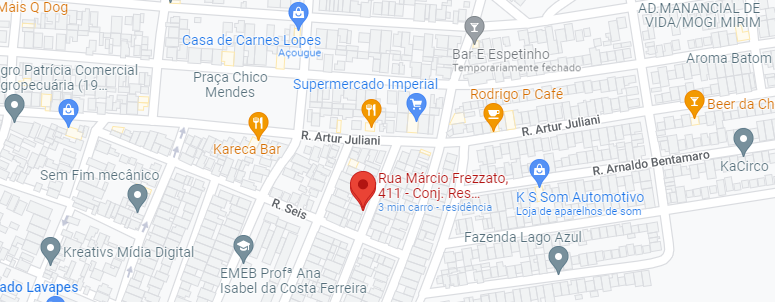 Mais Q Dog
AD.MANANCIAL DE
VIDA/MOGI MIRIM
Casa de Carnes Lopes
Açougue
Bar E Espetinho
Temporariamente fechado
Aroma Batom
gro Patrícia Comercial
gropecuária (19...
Praça Chico
Mendes
Supermercado Imperial
Rodrigo P Café
Beer da Ch
R. Artur Juliani
R. Artur Juliani
Kareca Bar
R. Arnaldo Bentamaro
KaCirco
Sem Fim mecânico
Rua Márcio Frezzato,
411 - Conj. Res...
3 min carro - residência
K S Som Automotivo
Loja de aparelhos de som
R. Seis
Fazenda Lago Azul
Kreativs Mídia Digital
EMEB Profª Ana
Isabel da Costa Ferreira
ado Lavapes